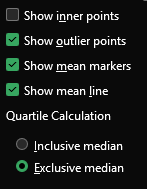 Show inner points
Show outlier points
Show mean markers
Show mean line
Quartile Calculation
Inclusive median
Exclusive median